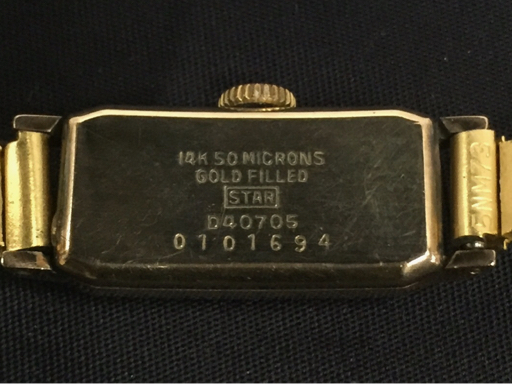 14K 50 MICRONS
GOLD FILLED
STAR
D40705
0101694